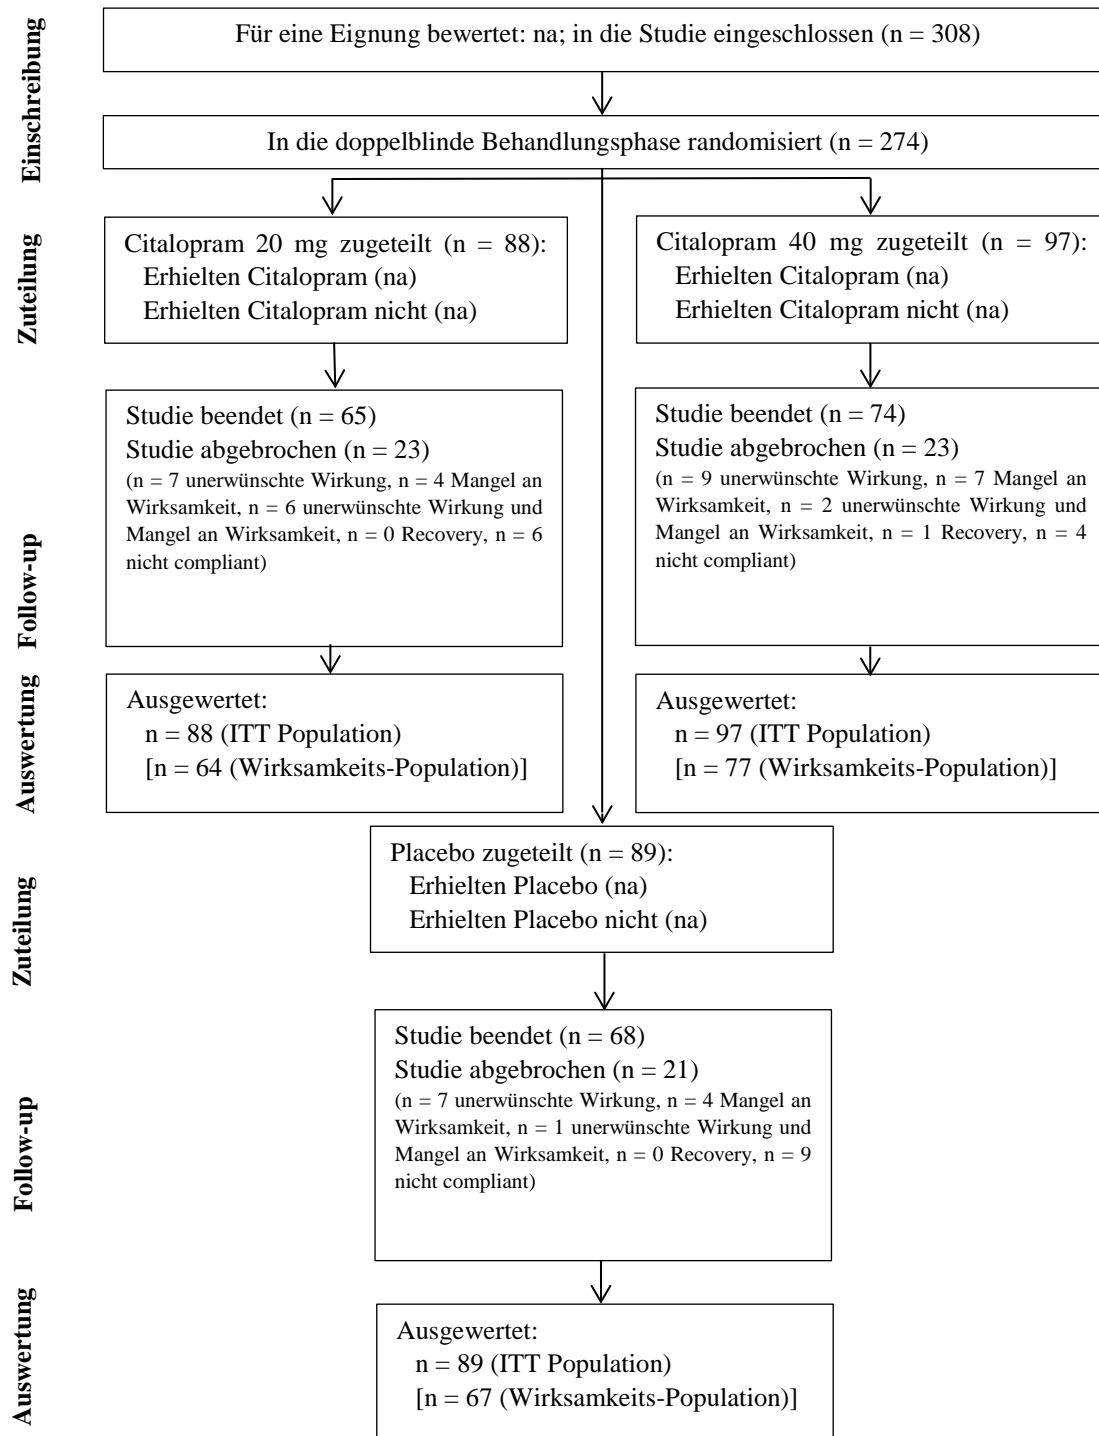 Einschreibung
Für eine Eignung bewertet: na; in die Studie eingeschlossen (n = 308)
In die doppelblinde Behandlungsphase randomisiert (n = 274)
Zuteilung
Citalopram 20 mg zugeteilt (n = 88):
Erhielten Citalopram (na)
Erhielten Citalopram nicht (na)
Citalopram 40 mg zugeteilt (n = 97):
Erhielten Citalopram (na)
Erhielten Citalopram nicht (na)
Follow-up
Studie beendet (n = 65)
Studie abgebrochen (n = 23)
(n = 7 unerwünschte Wirkung, n = 4 Mangel an
Wirksamkeit, n = 6 unerwünschte Wirkung und
Mangel an Wirksamkeit, n = 0 Recovery, n = 6
nicht compliant)
Studie beendet (n = 74)
Studie abgebrochen (n = 23)
(n = 9 unerwünschte Wirkung, n = 7 Mangel an
Wirksamkeit, n = 2 unerwünschte Wirkung und
Mangel an Wirksamkeit, n = 1 Recovery, n = 4
nicht compliant)
Auswertung
Ausgewertet:
n = 88 (ITT Population)
[n = 64 (Wirksamkeits-Population)]
Ausgewertet:
n = 97 (ITT Population)
[n = 77 (Wirksamkeits-Population)]
Zuteilung
Placebo zugeteilt (n = 89):
Erhielten Placebo (na)
Erhielten Placebo nicht (na)
Follow-up
Studie beendet (n = 68)
Studie abgebrochen (n = 21)
(n = 7 unerwünschte Wirkung, n = 4 Mangel an
Wirksamkeit, n = 1 unerwünschte Wirkung und
Mangel an Wirksamkeit, n = 0 Recovery, n = 9
nicht compliant)
Auswertung
Ausgewertet:
n = 89 (ITT Population)
[n = 67 (Wirksamkeits-Population)]